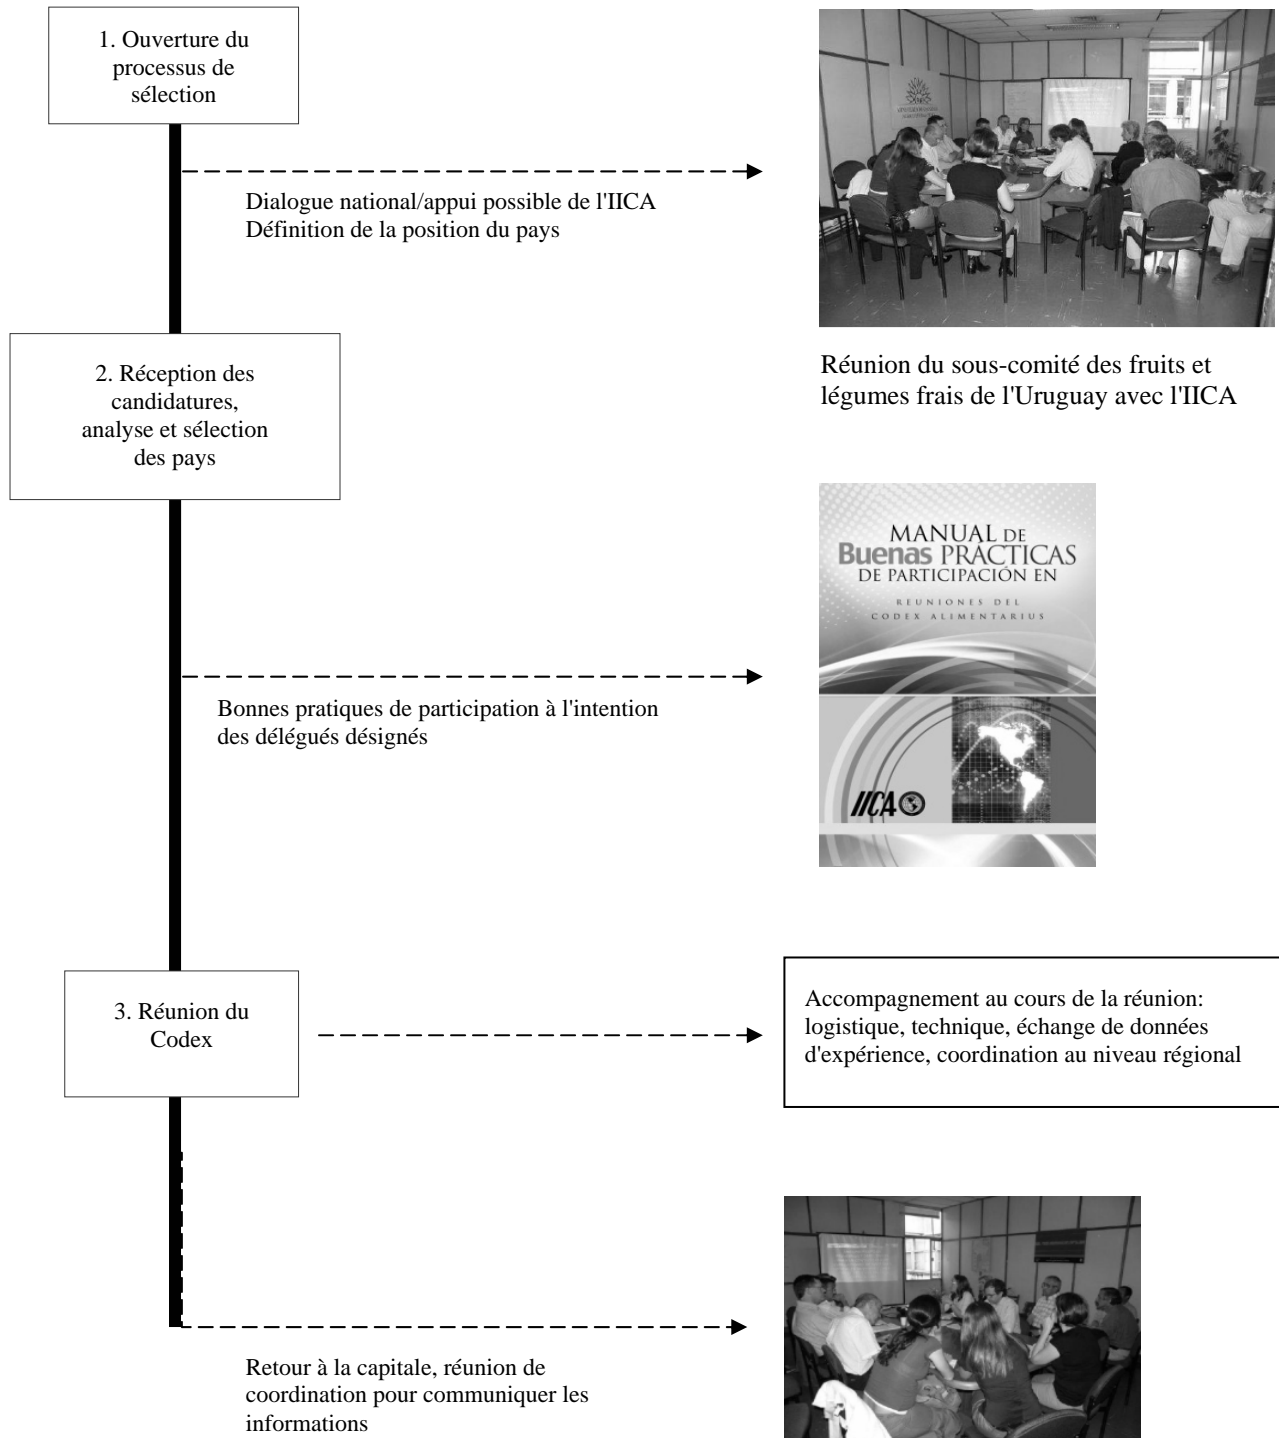 1. Ouverture du
processus de
sélection
Dialogue national/appui possible de l'IICA
Définition de la position du pays
Réunion du sous-comité des fruits et
légumes frais de l'Uruguay avec l'IICA
2. Réception des
candidatures,
analyse et sélection
des pays
MANUAL DE
Buenas PRÁCTICAS
DE PARTICIPACIÓN EN
REUNIONES DEL
CODEX ALIMENTARIUS
IICA
Bonnes pratiques de participation à l'intention
des délégués désignés
3. Réunion du
Codex
Accompagnement au cours de la réunion:
logistique, technique, échange de données
d'expérience, coordination au niveau régional
Retour à la capitale, réunion de
coordination pour communiquer les
informations